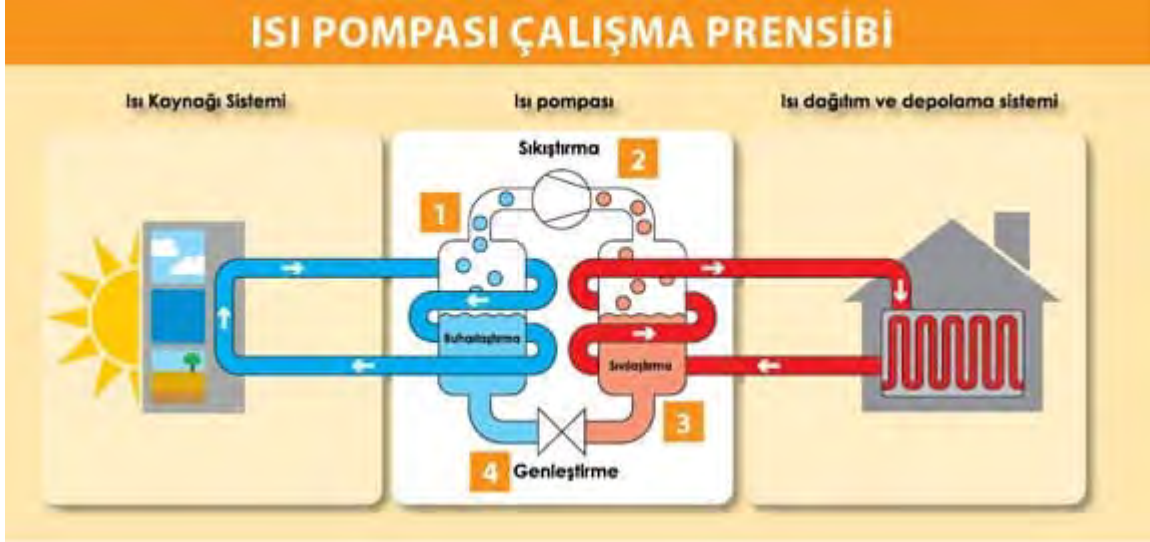 ISI POMPASI ÇALIŞMA PRENSİBİ
Isı Kaynağı Sistemi
Isı pompası
Isı dağıtım ve depolama sistemi
Sıkıştırma
2
1
Buharlaştırma
Sıvılaştırma
3
4
Genleştirme